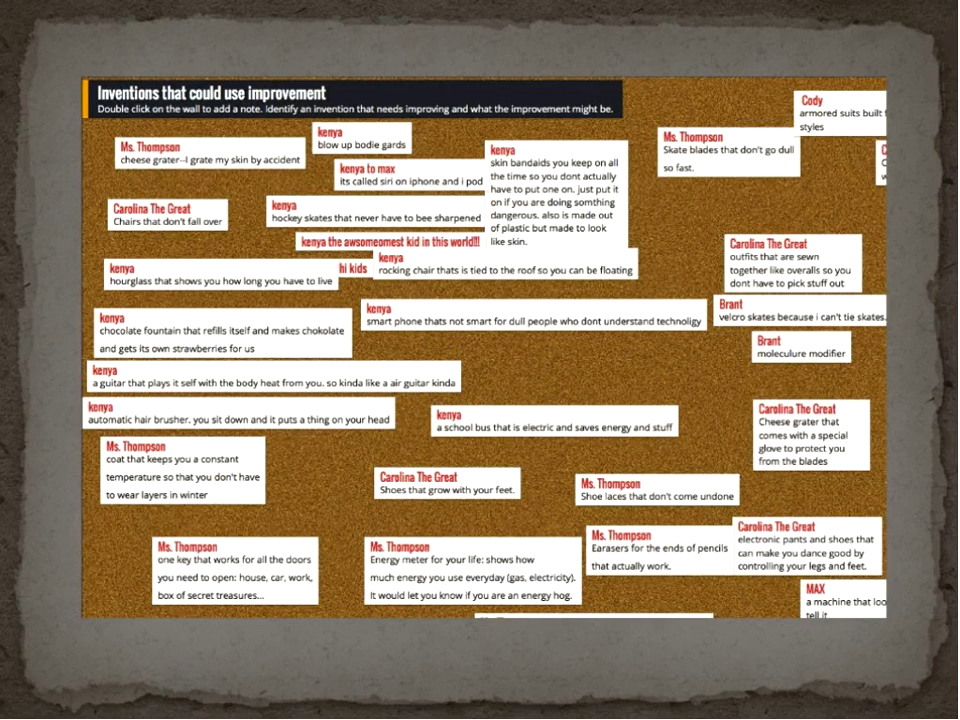 Inventions that could use improvement
Double click on the wall to add a note. Identify an invention that needs improving and what the improvement might be.
Cody
armored suits built
styles
kenya
blow up bodie gards
Ms. Thompson
cheese grater--I grate my skin by accident
kenya to max
its called siri on iphone and i pod
kenya
skin bandaids you keep on all
the time so you dont actually
have to put one on. just put it
on if you are doing somthing
dangerous. also is made out
of plastic but made to look
like skin.
Ms. Thompson
Skate blades that don't go dull
so fast.
Carolina The Great
Chairs that don't fall over
kenya
hockey skates that never have to bee sharpened
kenya the awsomeomest kid in this world!!!
kenya
hourglass that shows you how long you have to live
hi kids
kenya
rocking chair thats is tied to the roof so you can be floating
Carolina The Great
outfits that are sewn
together like overalls so you
dont have to pick stuff out
kenya
chocolate fountain that refills itself and makes chokolate
and gets its own strawberries for us
kenya
smart phone thats not smart for dull people who dont understand technoligy
Brant
velcro skates because i can't tie skates.
Brant
moleculure modifier
kenya
a guitar that plays it self with the body heat from you. so kinda like a air guitar kinda
kenya
automatic hair brusher. you sit down and it puts a thing on your head
kenya
a school bus that is electric and saves energy and stuff
Carolina The Great
Cheese grater that
comes with a special
glove to protect you
from the blades
Ms. Thompson
coat that keeps you a constant
temperature so that you don't have
to wear layers in winter
Carolina The Great
Shoes that grow with your feet.
Ms. Thompson
Shoe laces that don't come undone
Ms. Thompson
one key that works for all the doors
you need to open: house, car, work,
box of secret treasures...
Ms. Thompson
Energy meter for your life: shows how
much energy you use everyday (gas, electricity).
It would let you know if you are an energy hog.
Ms. Thompson
Earasers for the ends of pencils
that actually work.
Carolina The Great
electronic pants and shoes that
can make you dance good by
controlling your legs and feet.
MAX
a machine that
tell it